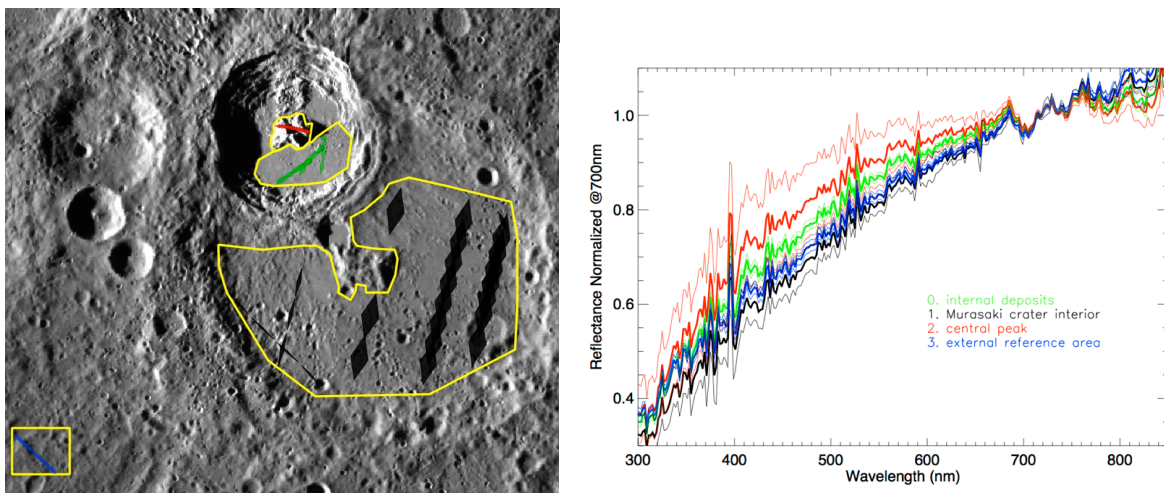 Reflectance Normalized @700nm
1.0
0.8
0.6
0.4
0. internal deposits
1. Murasaki crater interior
2. central peak
3. external reference area
300 400 500 600 700 800
Wavelength (nm)